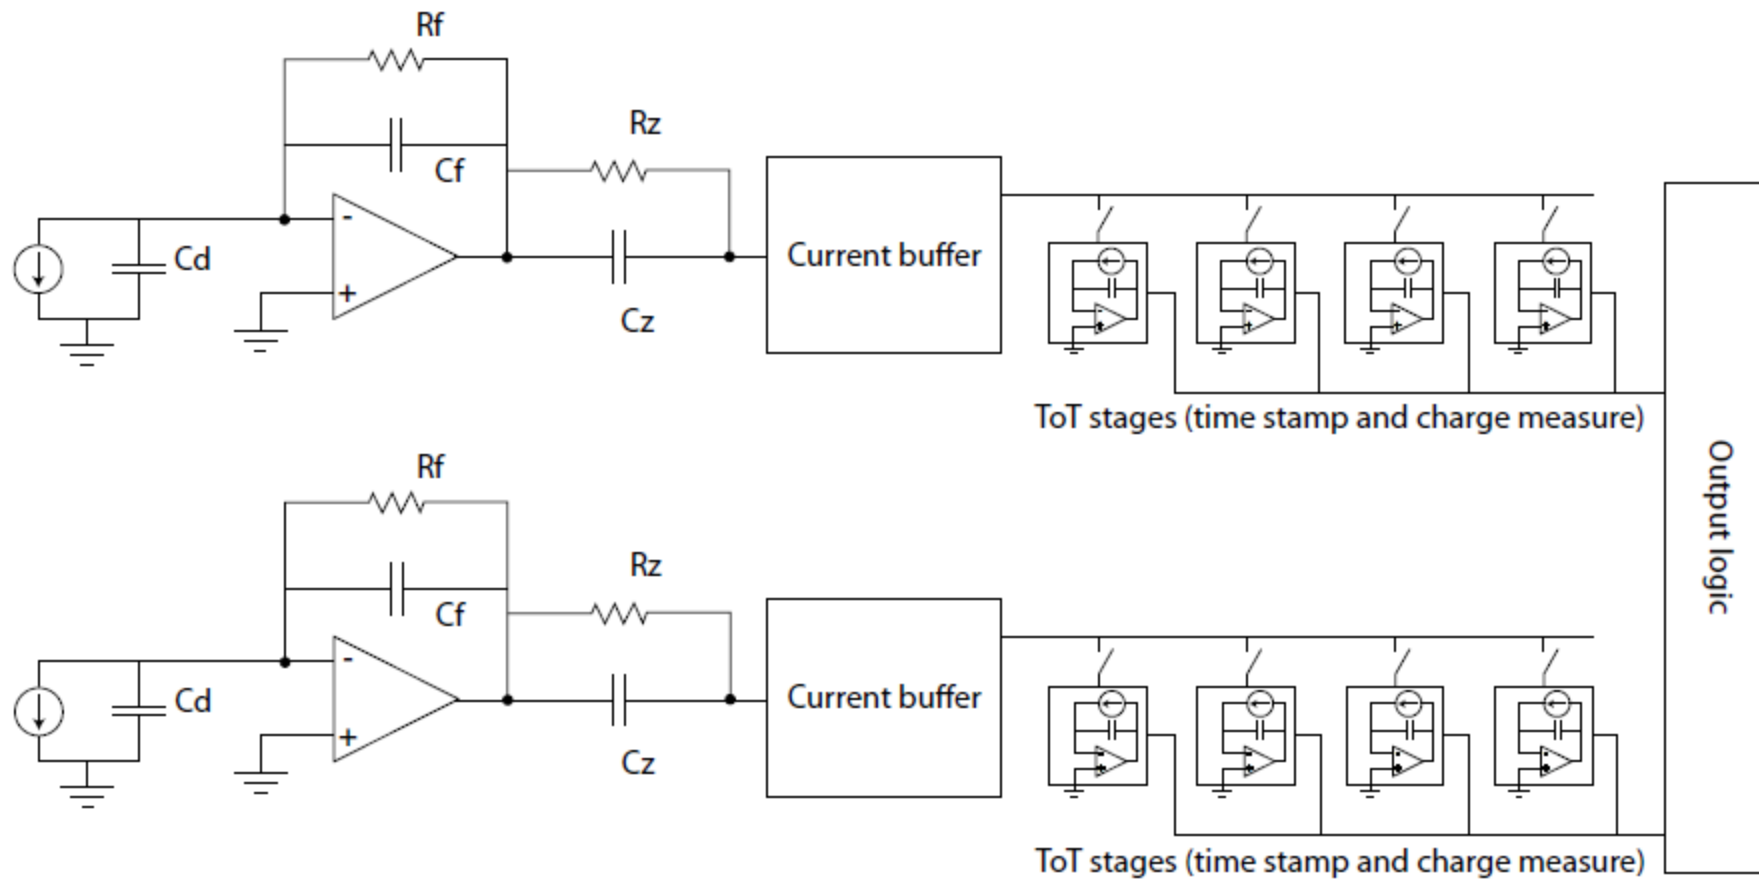 Rf
Cf
Rz
Cd
-
+
Cz
Current buffer
ToT stages (time stamp and charge measure)
Rf
Cf
Rz
Cd
-
+
Cz
Current buffer
ToT stages (time stamp and charge measure)
Output logic